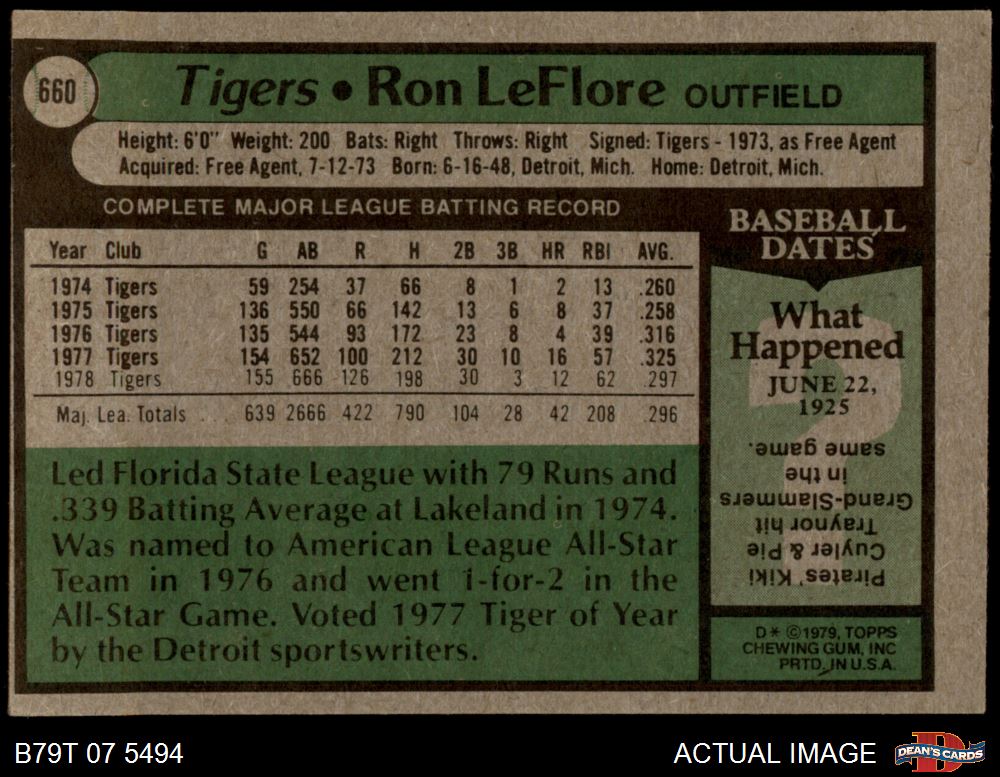 660
Tigers • Ron LeFlore OUTFIELD
Height: 6'0" Weight: 200 Bats: Right Throws: Right Signed: Tigers - 1973, as Free Agent
Acquired: Free Agent, 7-12-73 Born: 6-16-48, Detroit, Mich. Home: Detroit, Mich.
COMPLETE MAJOR LEAGUE BATTING RECORD
Year Club G AB R H 2B 3B HR RBI AVG.
1974 Tigers 59 254 37 66 8 1 2 13 .260
1975 Tigers 136 550 66 142 13 6 8 37 .258
1976 Tigers 135 544 93 172 23 8 4 39 .316
1977 Tigers 154 652 100 212 30 10 16 57 .325
1978 Tigers 155 666 126 198 30 3 12 62 .297
Maj. Lea. Totals . . . 639 2666 422 790 104 28 42 208 .296
Led Florida State League with 79 Runs and
.339 Batting Average at Lakeland in 1974.
Was named to American League All-Star
Team in 1976 and went 1-for-2 in the
All-Star Game. Voted 1977 Tiger of Year
by the Detroit sportswriters.
BASEBALL
DATES
What
Happened
JUNE 22,
1925
Pirates' Kiki
Cuyler & Pie
Traynor hit
Grand-Slammers
in the
same game.
D* ©1979, TOPPS
CHEWING GUM, INC
PRTD. IN U.S.A.
B79T 07 5494
ACTUAL IMAGE
DEAN'S CARDS